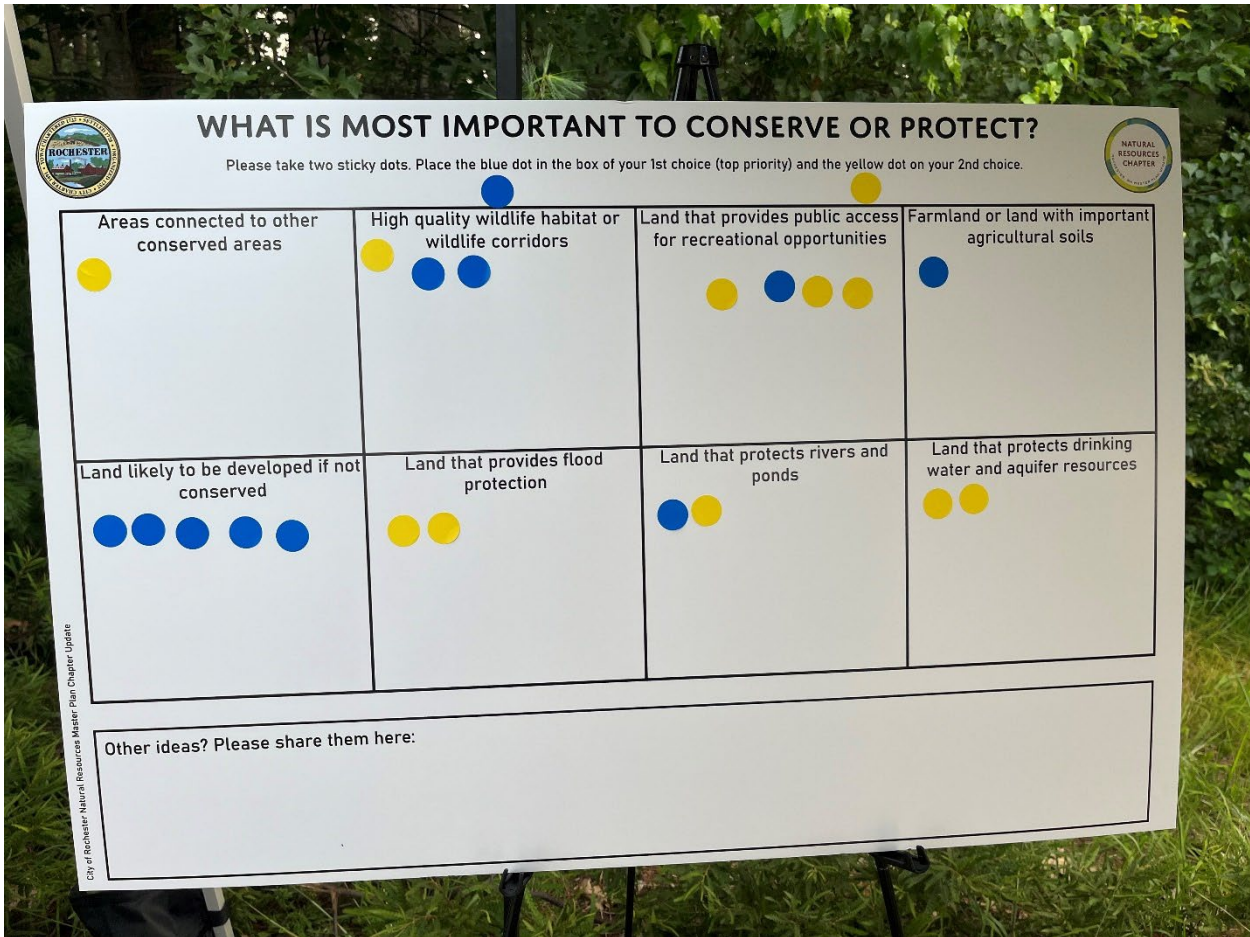 WHAT IS MOST IMPORTANT TO CONSERVE OR PROTECT?
Please take two sticky dots. Place the blue dot in the box of your 1st choice (top priority) and the yellow dot on your 2nd choice.
ROCHESTER
NATURAL
RESOURCES
CHAPTER
Areas connected to other
conserved areas
High quality wildlife habitat or
wildlife corridors
Land that provides public access
for recreational opportunities
Farmland or land with important
agricultural soils
Land likely to be developed if not
conserved
Land that provides flood
protection
Land that protects rivers and
ponds
Land that protects drinking
water and aquifer resources
Other ideas? Please share them here:
City of Rochester Natural Resources Master Plan Chapter Update